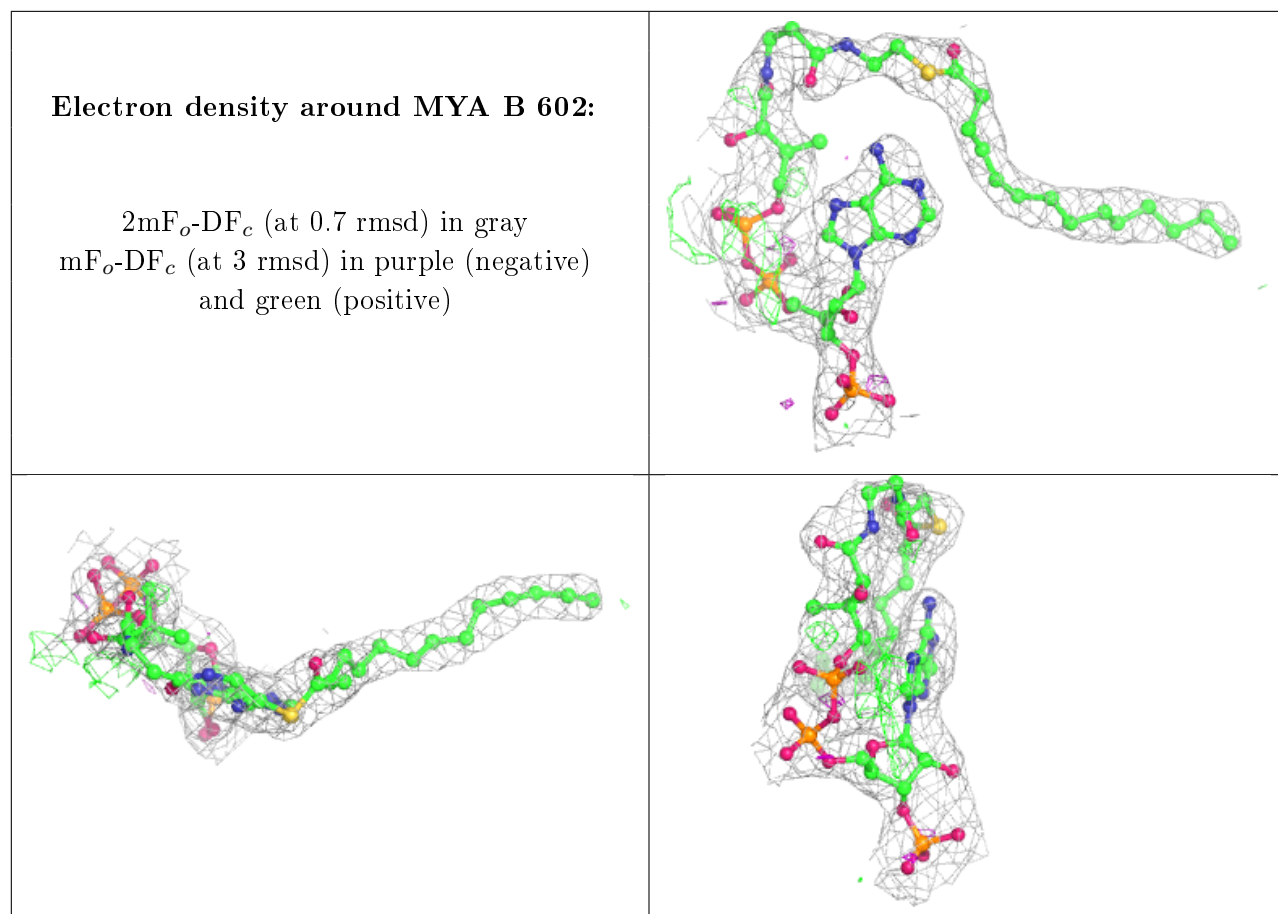 Electron density around MYA B 602:
2mFₒ-DF𝒸 (at 0.7 rmsd) in gray
mFₒ-DF𝒸 (at 3 rmsd) in purple (negative)
and green (positive)